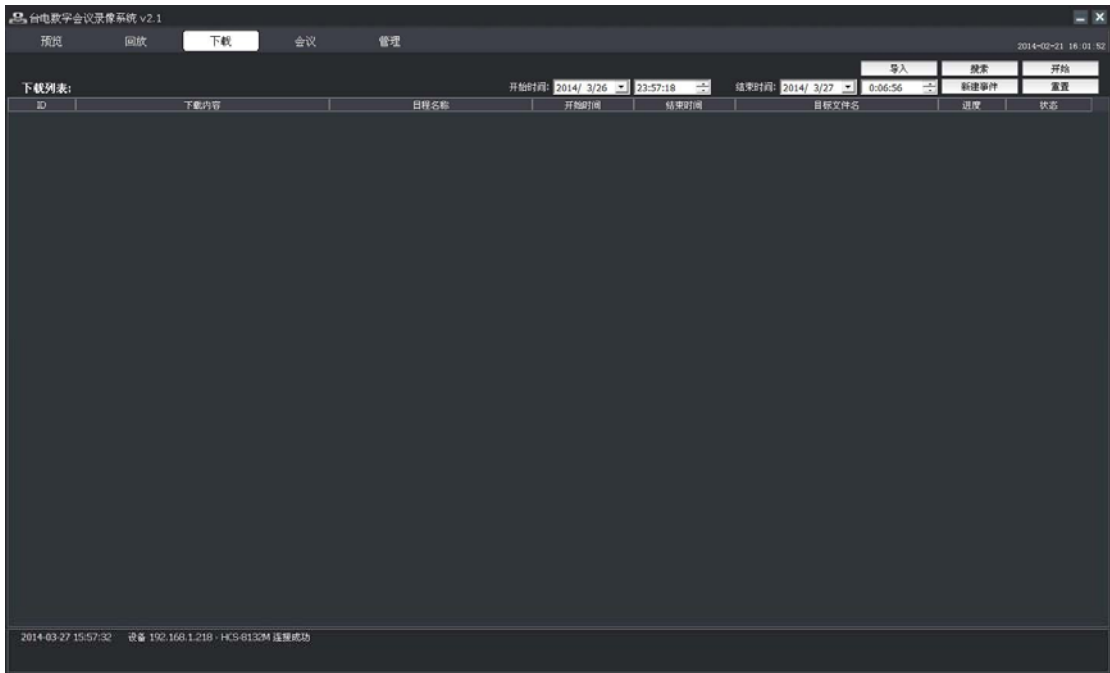 台电数字会议录像系统 v2.1
预览 回放 下载 会议 管理
2014-02-21 16:01:52
导入 搜索 开始
下载列表: 开始时间: 2014/ 3/26 23:57:18 结束时间: 2014/ 3/27 0:06:56 新建事件 重置
ID 下载内容 日程名称 开始时间 结束时间 目标文件名 进度 状态
2014-03-27 15:57:32 设备 192.168.1.218 - HCS-8132M 连接成功